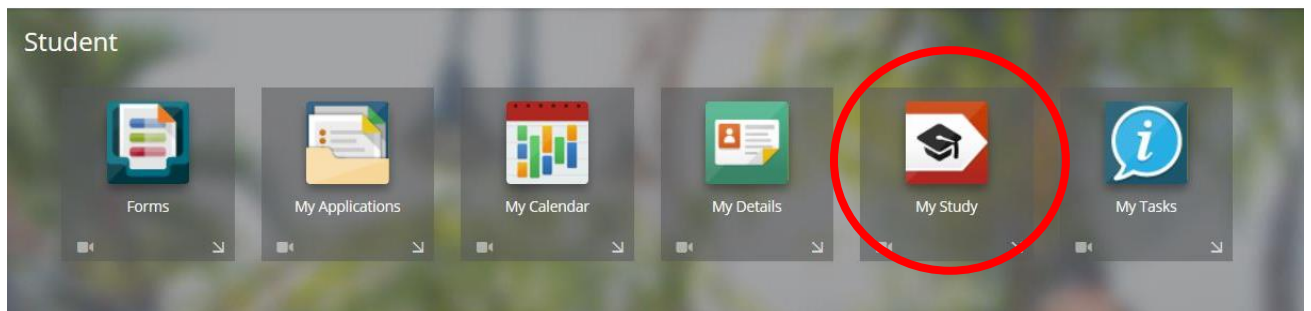 Student
Forms
My Applications
My Calendar
My Details
My Study
My Tasks